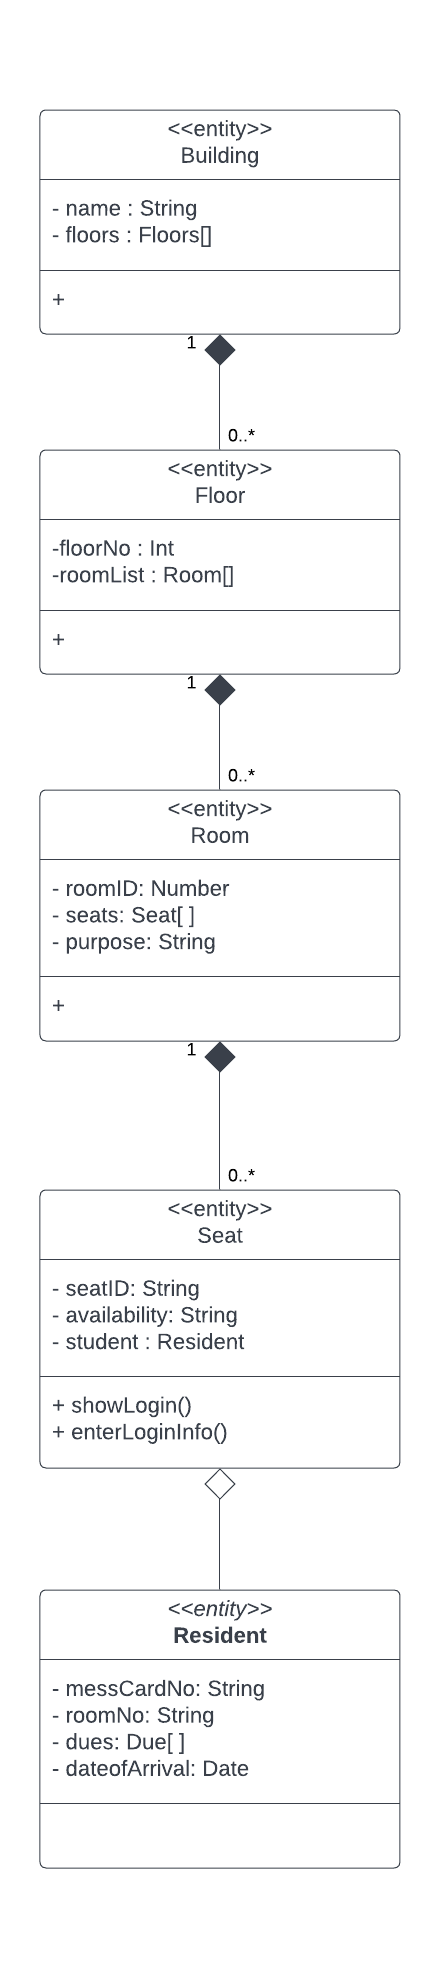 <<entity>>
Building
- name : String
- floors : Floors[]
+
1
0..*
<<entity>>
Floor
-floorNo : Int
-roomList : Room[]
+
1
0..*
<<entity>>
Room
- roomID: Number
- seats: Seat[ ]
- purpose: String
+
1
0..*
<<entity>>
Seat
- seatID: String
- availability: String
- student : Resident
+ showLogin()
+ enterLoginInfo()
<<entity>>
Resident
- messCardNo: String
- roomNo: String
- dues: Due[ ]
- dateofArrival: Date